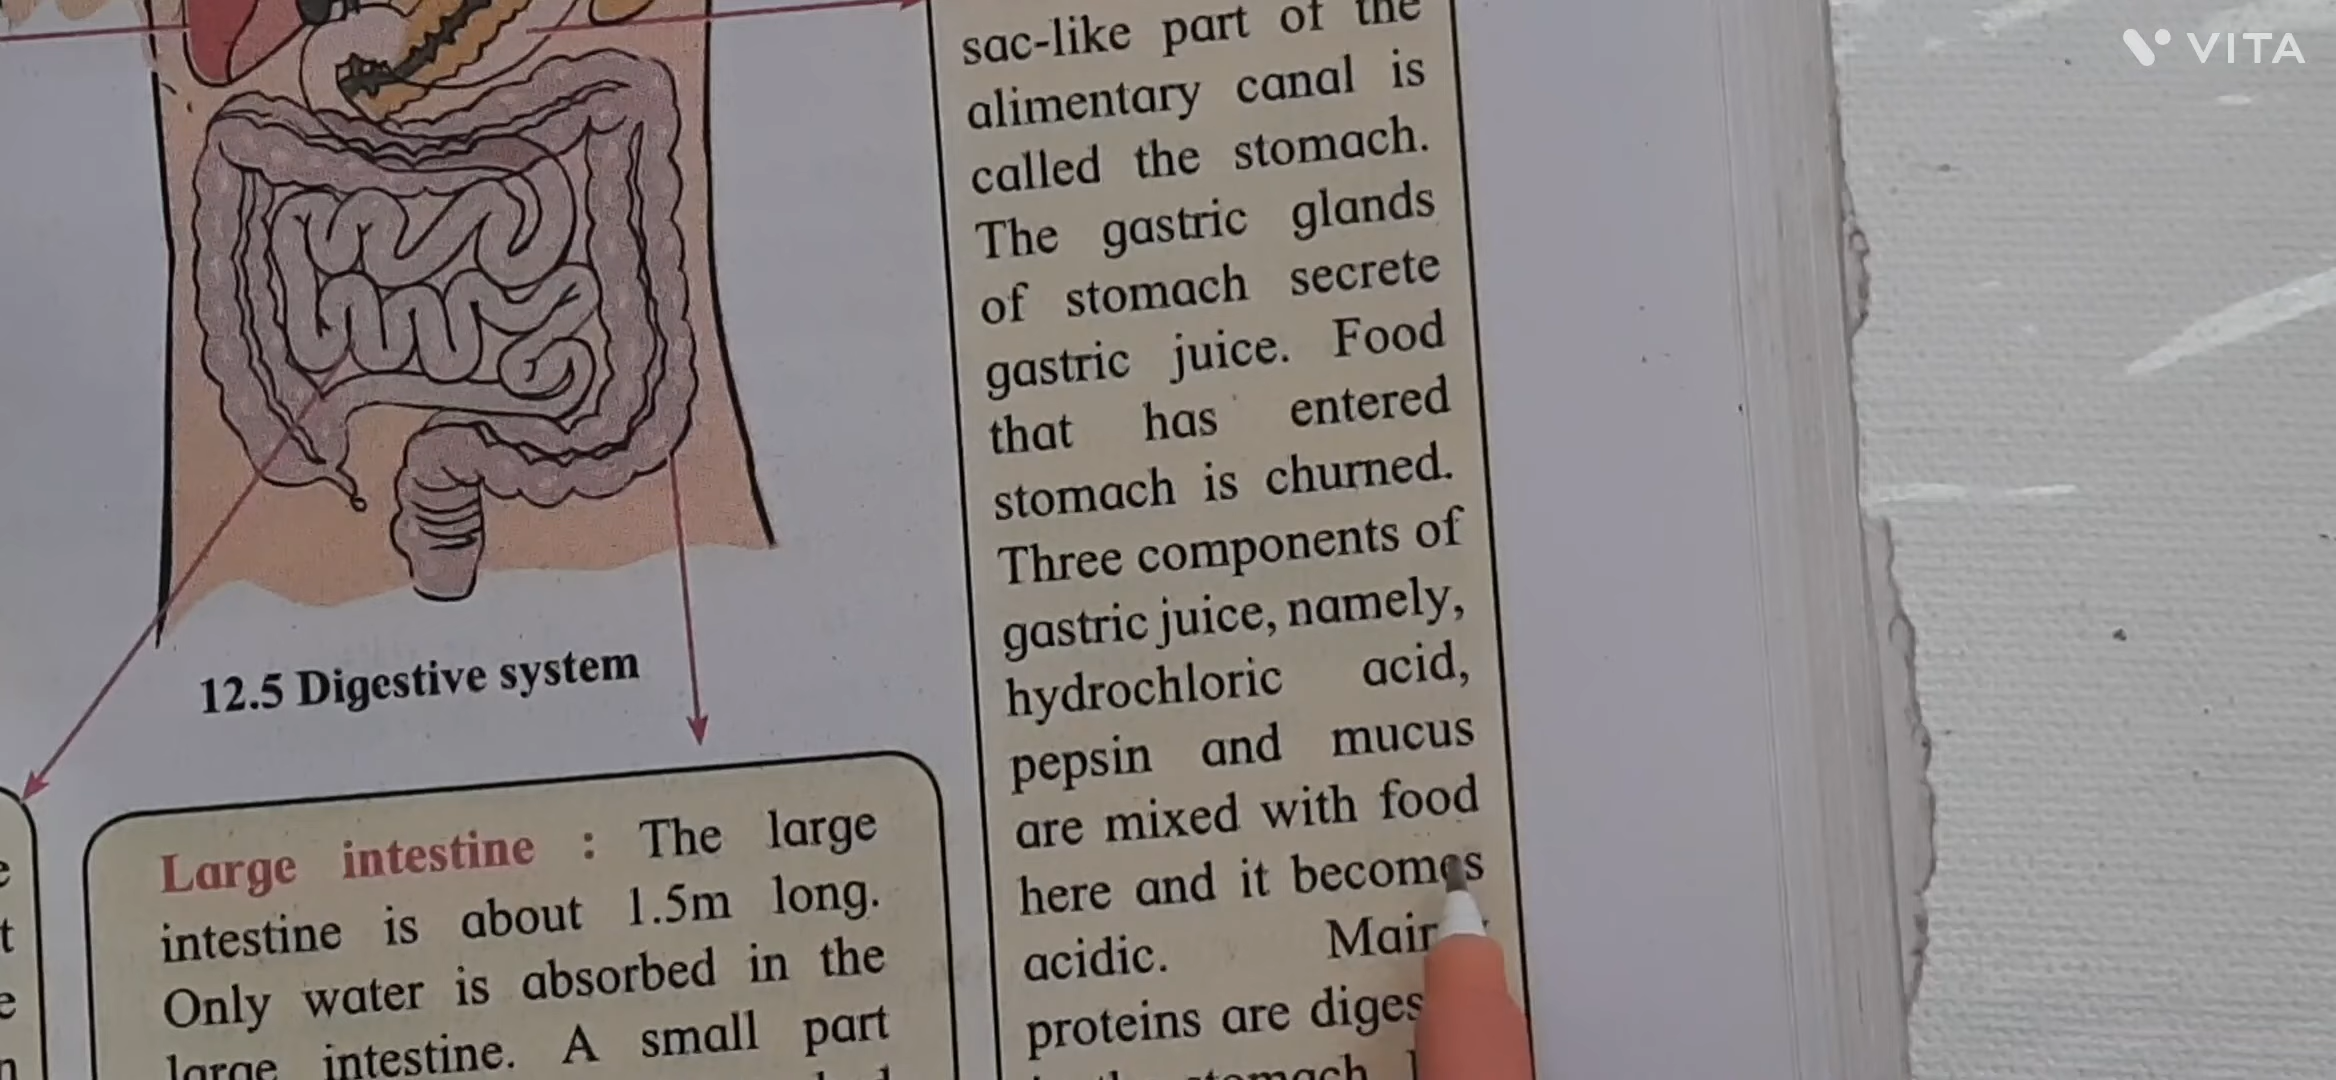 VITA
sac-like part of the
alimentary canal is
called the stomach.
The gastric glands
of stomach secrete
gastric juice. Food
that has entered
stomach is churned.
Three components of
gastric juice, namely,
hydrochloric acid,
pepsin and mucus
are mixed with food
here and it becomes
acidic.
proteins are
stomach
12.5 Digestive system
Large intestine : The large
intestine is about 1.5m long.
Only water is absorbed in the
large intestine. A small part